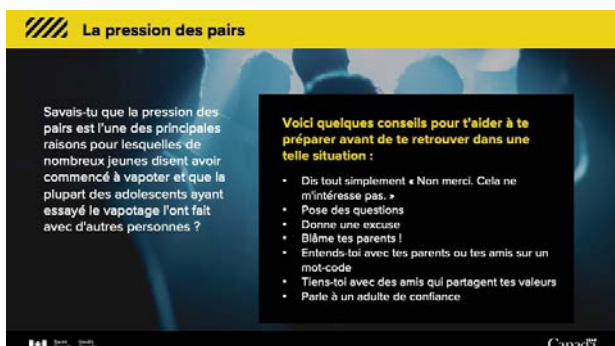 La pression des pairs
Savais-tu que la pression des
pairs est l'une des principales
raisons pour lesquelles de
nombreux jeunes disent avoir
commencé à vapoter et que la
plupart des adolescents ayant
essayé le vapotage l'ont fait
avec d'autres personnes ?
Voici quelques conseils pour t'aider à te
préparer avant de te retrouver dans une
telle situation :
• Dis tout simplement « Non merci. Cela ne
m'intéresse pas. »
• Pose des questions
• Donne une excuse
• Blâme tes parents !
• Entends-toi avec tes parents ou tes amis sur un
mot-code
• Tiens-toi avec des amis qui partagent tes valeurs
• Parle à un adulte de confiance
Canada